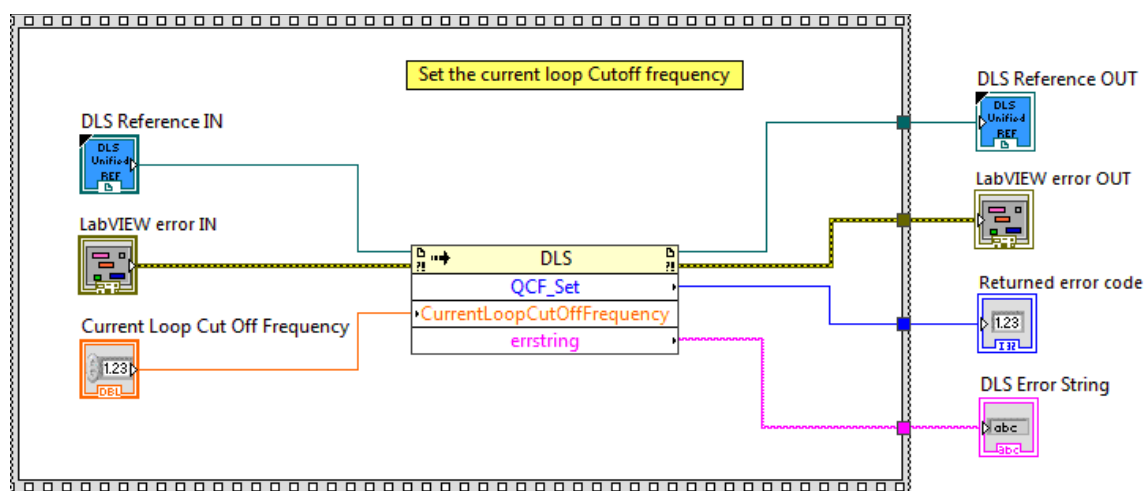 Set the current loop Cutoff frequency
DLS Reference OUT
DLS
Unified
REF
DLS Reference IN
DLS
Unified
REF
LabVIEW error OUT
LabVIEW error IN
DLS
QCF_Set
CurrentLoopCutOffFrequency
errstring
Returned error code
1.23
I32
Current Loop Cut Off Frequency
1.23
DBL
DLS Error String
abc
abc